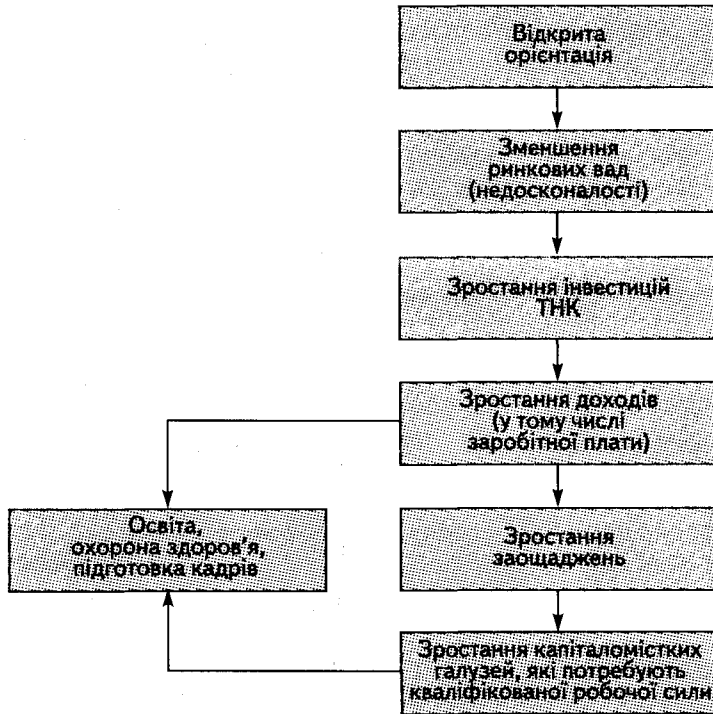 Відкрита
орієнтація
Зменшення
ринкових вад
(недосконалості)
Зростання інвестицій
ТНК
Зростання доходів
(у тому числі
заробітної плати)
Освіта,
охорона здоров'я,
підготовка кадрів
Зростання
заощаджень
Зростання капіталомістких
галузей, які потребують
кваліфікованої робочої сили